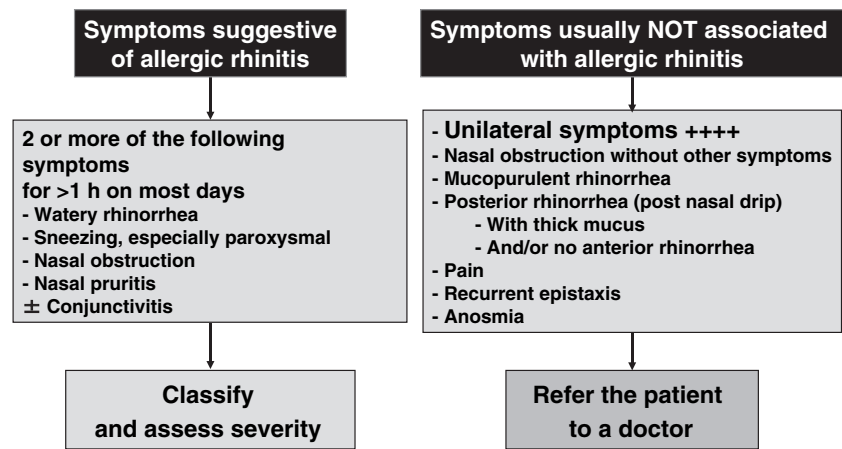 Symptoms suggestive
of allergic rhinitis
2 or more of the following
symptoms
for >1 h on most days
- Watery rhinorrhea
- Sneezing, especially paroxysmal
- Nasal obstruction
- Nasal pruritis
± Conjunctivitis
Classify
and assess severity
Symptoms usually NOT associated
with allergic rhinitis
- Unilateral symptoms ++++
- Nasal obstruction without other symptoms
- Mucopurulent rhinorrhea
- Posterior rhinorrhea (post nasal drip)
- With thick mucus
- And/or no anterior rhinorrhea
- Pain
- Recurrent epistaxis
- Anosmia
Refer the patient
to a doctor